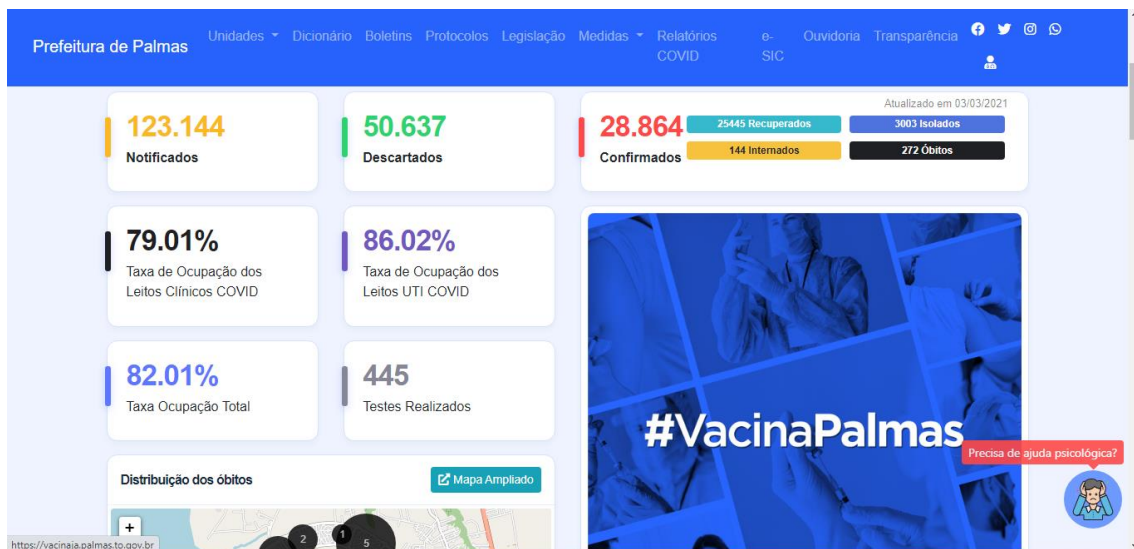 Prefeitura de Palmas
Unidades
Dicionário
Boletins
Protocolos
Legislação
Medidas
Relatórios
COVID
e-
SIC
Ouvidoria
Transparência
123.144
Notificados
50.637
Descartados
28.864
Confirmados
Atualizado em 03/03/2021
25445 Recuperados
3003 Isolados
144 Internados
272 Óbitos
79.01%
Taxa de Ocupação dos
Leitos Clínicos COVID
86.02%
Taxa de Ocupação dos
Leitos UTI COVID
82.01%
Taxa Ocupação Total
445
Testes Realizados
#VacinaPalmas
Precisa de ajuda psicológica?
Distribuição dos óbitos
Mapa Ampliado
+
2
1
5
https://vacinaja.palmas.to.gov.br